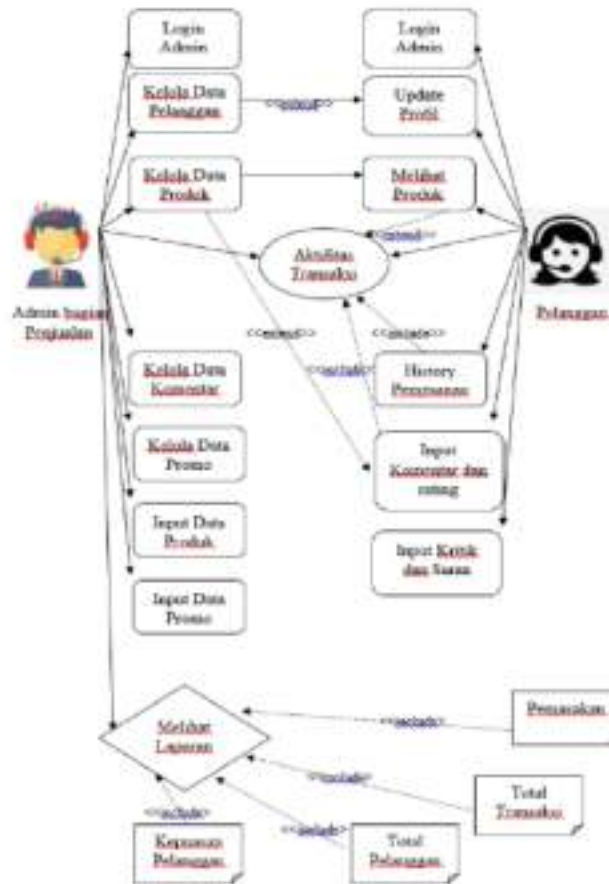 Login
Admin
Login
Admin
Kelola Data
Pelanggan
<<extend>>
Update
Profil
Kelola Data
Produk
Melihat
Produk
<<extend>>
Aktifitas
Transaksi
Admin bagian
Penjualan
Pelanggan
<<extend>>
<<include>>
<<include>>
Kelola Data
Komentar
History
Pemesanan
Kelola Data
Promo
Input
Komentar dan
rating
Input Data
Produk
Input Kritik
dan Saran
Input Data
Promo
Melihat
Laporan
<<include>>
<<include>>
Total
Transaksi
<<include>>
<<include>>
Kepuasan
Pelanggan
Total
Pelanggan